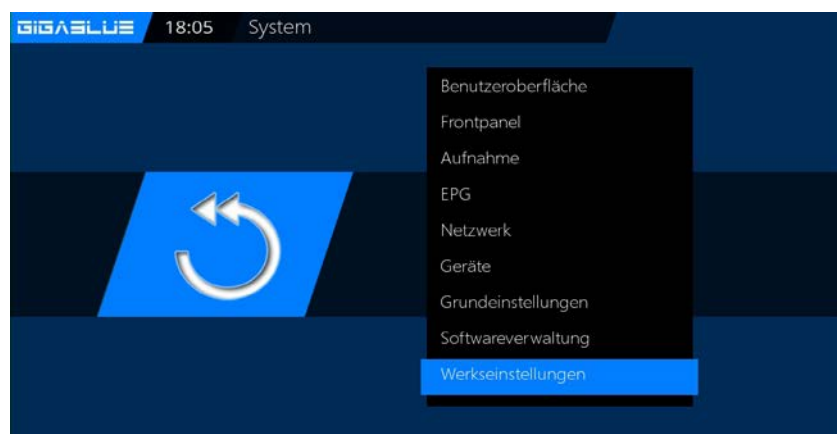 GIGABLUE 18:05 System
Benutzeroberfläche
Frontpanel
Aufnahme
EPG
Netzwerk
Geräte
Grundeinstellungen
Softwareverwaltung
Werkseinstellungen